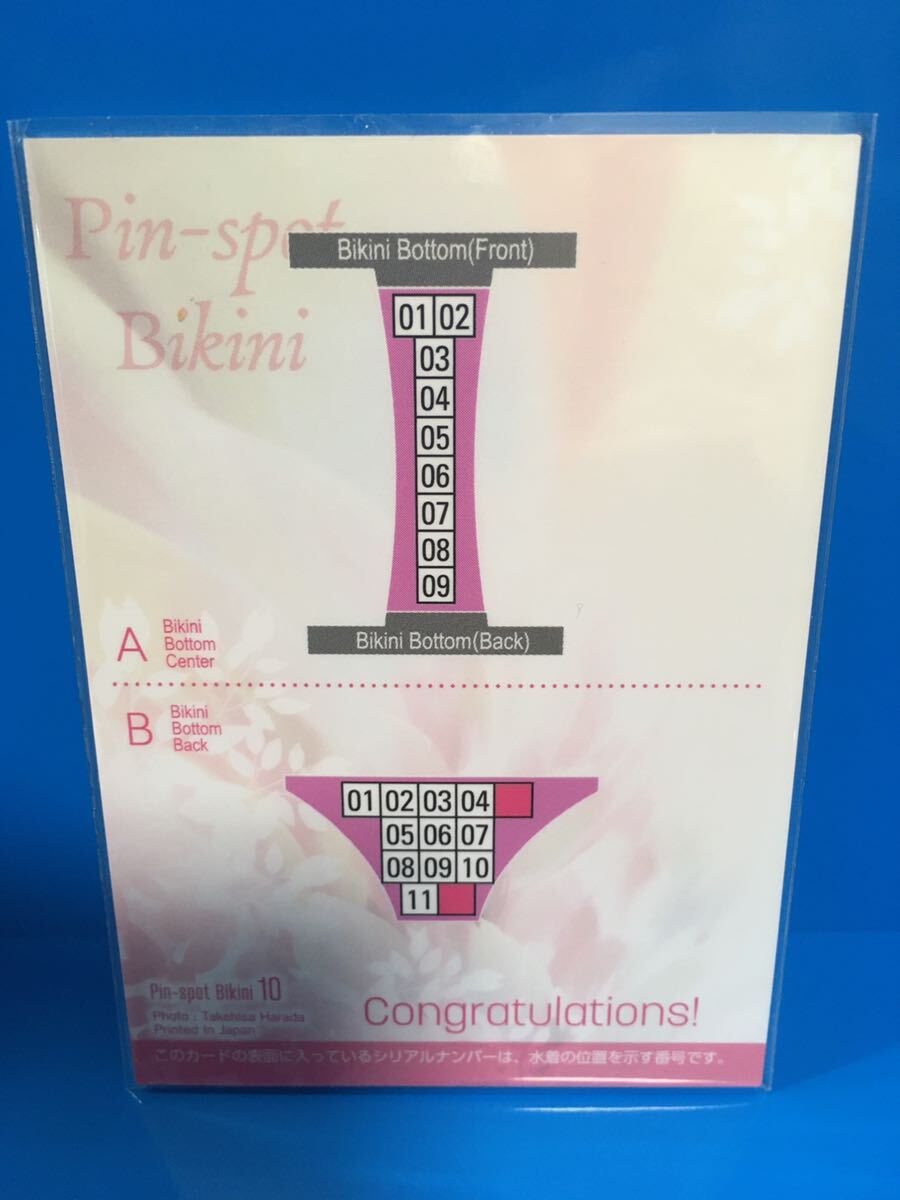 Pin-spot
Bikini
Bikini Bottom(Front)
01 02
03
04
05
06
07
08
09
Bikini Bottom(Back)
A
Bikini
Bottom
Center
B
Bikini
Bottom
Back
01 02 03 04
05 06 07
08 09 10
11
Pin-spot Bikini 10
Photo : Takehisa Harada
Printed In Japan
Congratulations!
このカードの表面に入っているシリアルナンバーは、水着の位置を示す番号です。